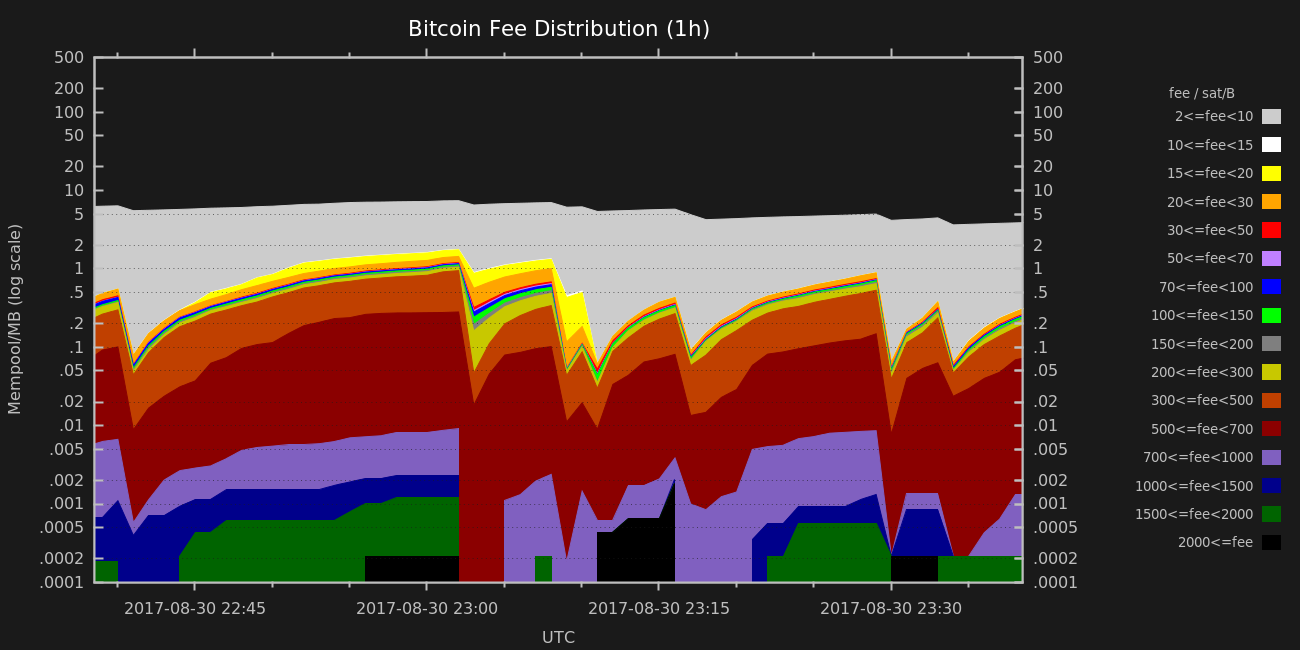 Bitcoin Fee Distribution (1h)
500
200
100
50
20
10
5
2
1
.5
.2
.1
.05
.02
.01
.005
.002
.001
.0005
.0002
.0001
Mempool/MB (log scale)
500
200
100
50
20
10
5
2
1
.5
.2
.1
.05
.02
.01
.005
.002
.001
.0005
.0002
.0001
2017-08-30 22:45
2017-08-30 23:00
2017-08-30 23:15
2017-08-30 23:30
UTC
fee / sat/B
2<=fee<10
10<=fee<15
15<=fee<20
20<=fee<30
30<=fee<50
50<=fee<70
70<=fee<100
100<=fee<150
150<=fee<200
200<=fee<300
300<=fee<500
500<=fee<700
700<=fee<1000
1000<=fee<1500
1500<=fee<2000
2000<=fee